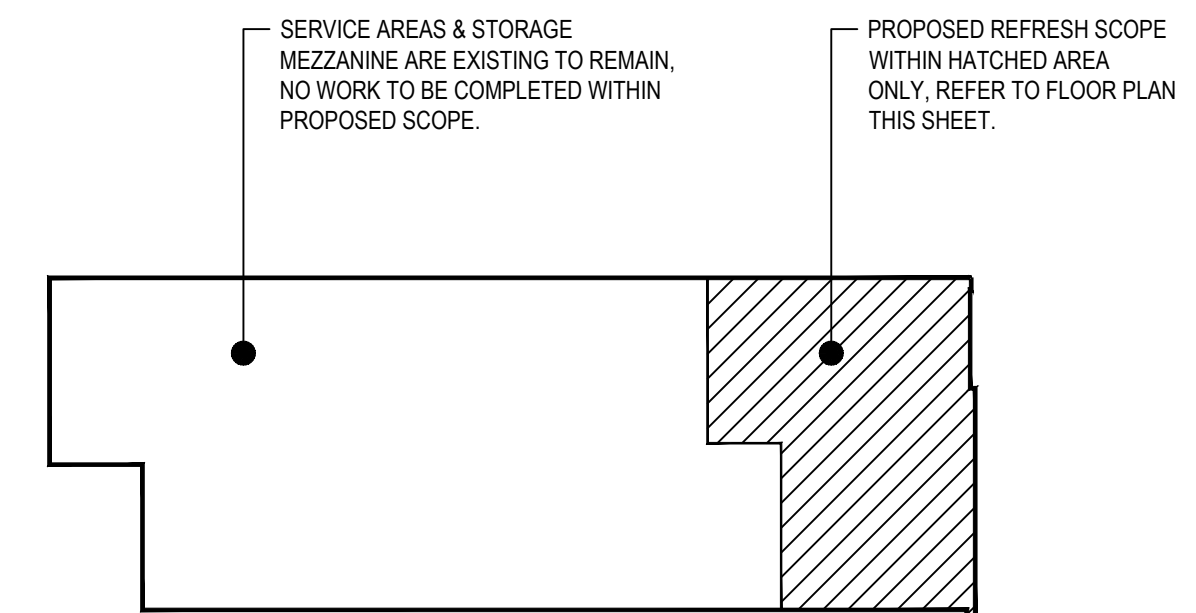 SERVICE AREAS & STORAGE
MEZZANINE ARE EXISTING TO REMAIN,
NO WORK TO BE COMPLETED WITHIN
PROPOSED SCOPE.
PROPOSED REFRESH SCOPE
WITHIN HATCHED AREA
ONLY, REFER TO FLOOR PLAN
THIS SHEET.